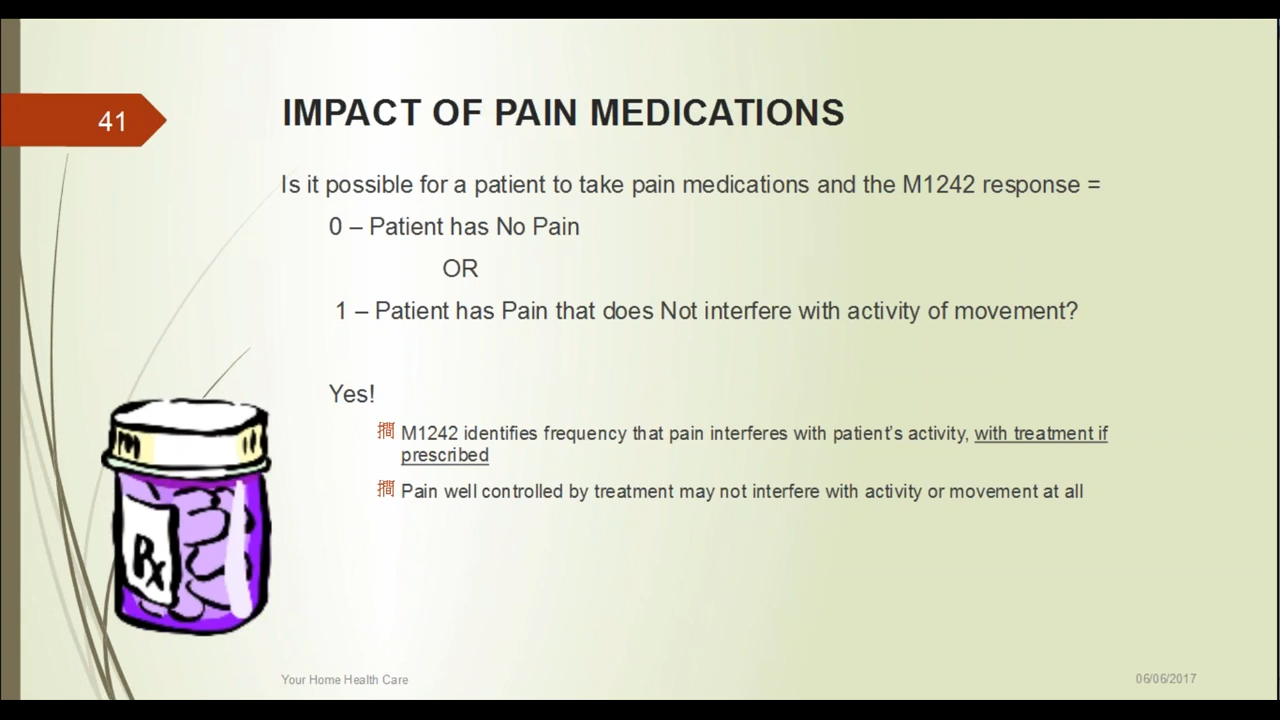 41
IMPACT OF PAIN MEDICATIONS
Is it possible for a patient to take pain medications and the M1242 response =
0 – Patient has No Pain
OR
1 – Patient has Pain that does Not interfere with activity of movement?
Yes!
M1242 identifies frequency that pain interferes with patient's activity, with treatment if
prescribed
Pain well controlled by treatment may not interfere with activity or movement at all
Rx
Your Home Health Care
06/06/2017